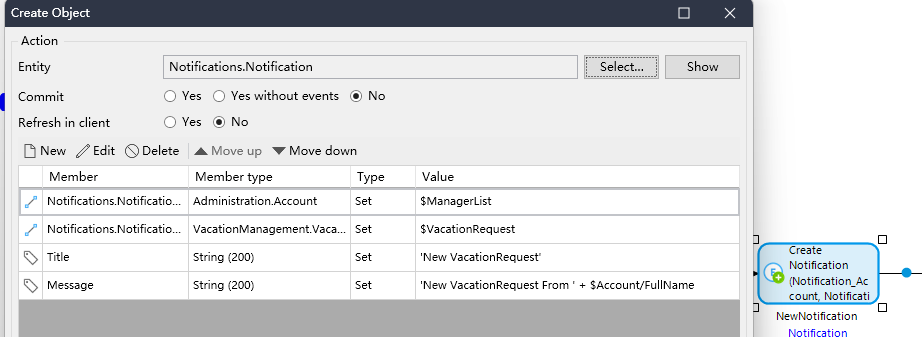 Create Object
Action
Entity Notifications.Notification Select... Show
Commit Yes Yes without events No
Refresh in client Yes No
New Edit Delete Move up Move down
Member Member type Type Value
Notifications.Notificatio... Administration.Account Set $ManagerList
Notifications.Notificatio... VacationManagement.Vaca... Set $VacationRequest
Title String (200) Set 'New VacationRequest'
Message String (200) Set 'New VacationRequest From ' + $Account/FullName
Create
Notification
(Notification_Ac
count, Notificati
NewNotification
Notification